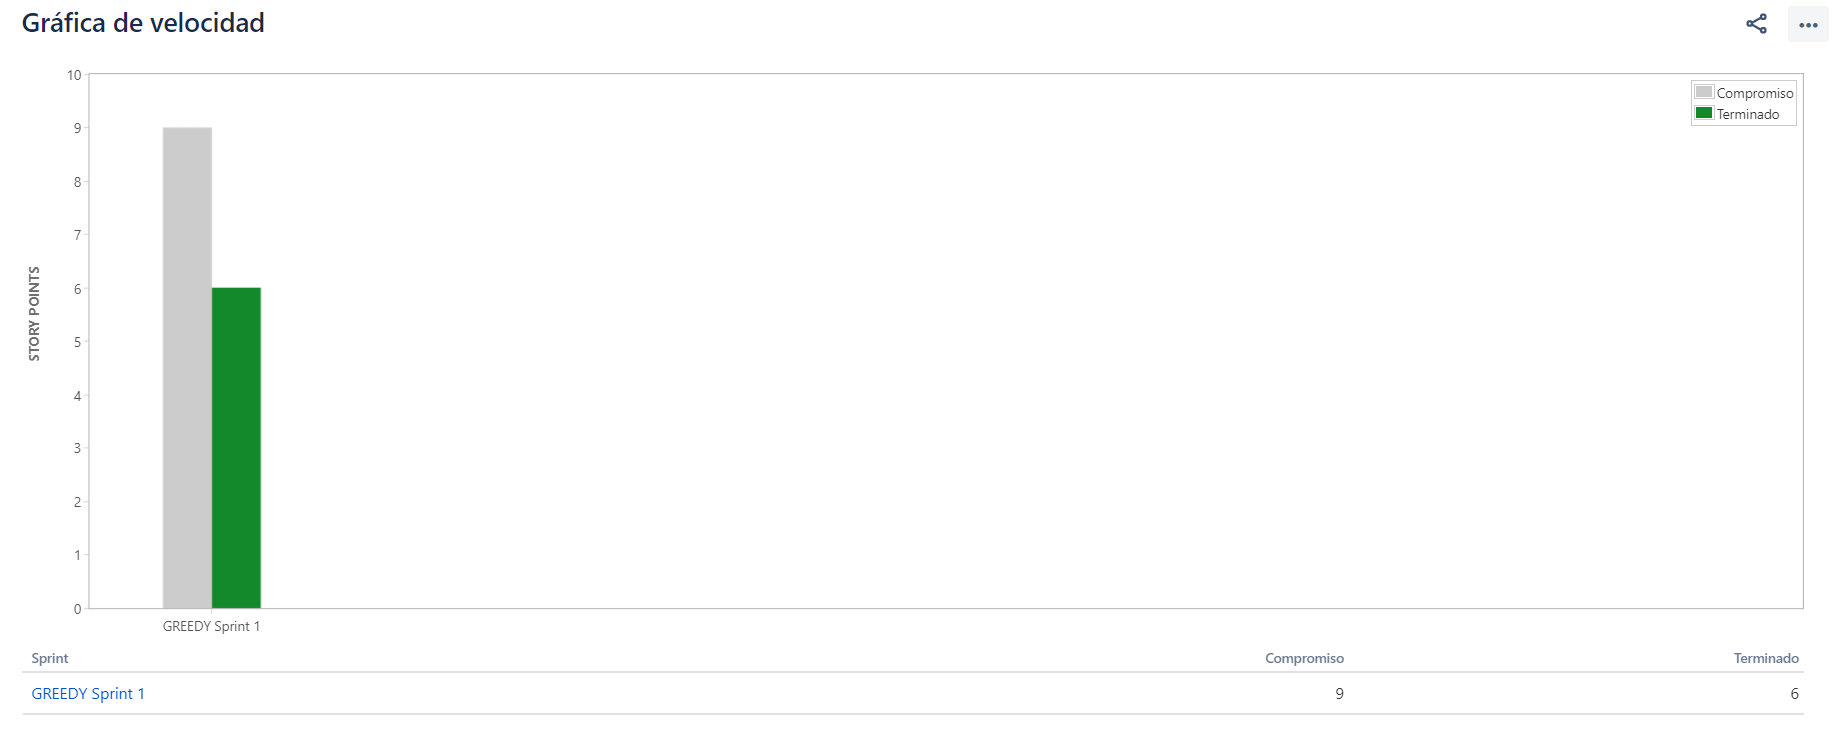 Gráfica de velocidad
10
9
8
7
6
5
4
3
2
1
0
STORY POINTS
Compromiso
Terminado
GREEDY Sprint 1
Sprint Compromiso Terminado
GREEDY Sprint 1 9 6